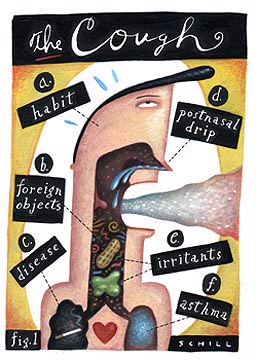 The Cough
a.
habit
d.
postnasal
drip
b.
foreign
objects
c.
disease
e.
irritants
f.
asthma
fig.1
SCHILL